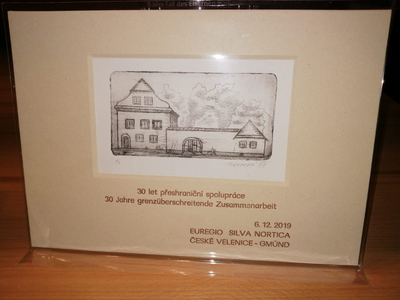 30 let přeshraniční spolupráce
30 Jahre grenzüberschreitende Zusammenarbeit
6. 12. 2019
EUREGIO SILVA NORTICA
ČESKÉ VELENICE - GMÜND